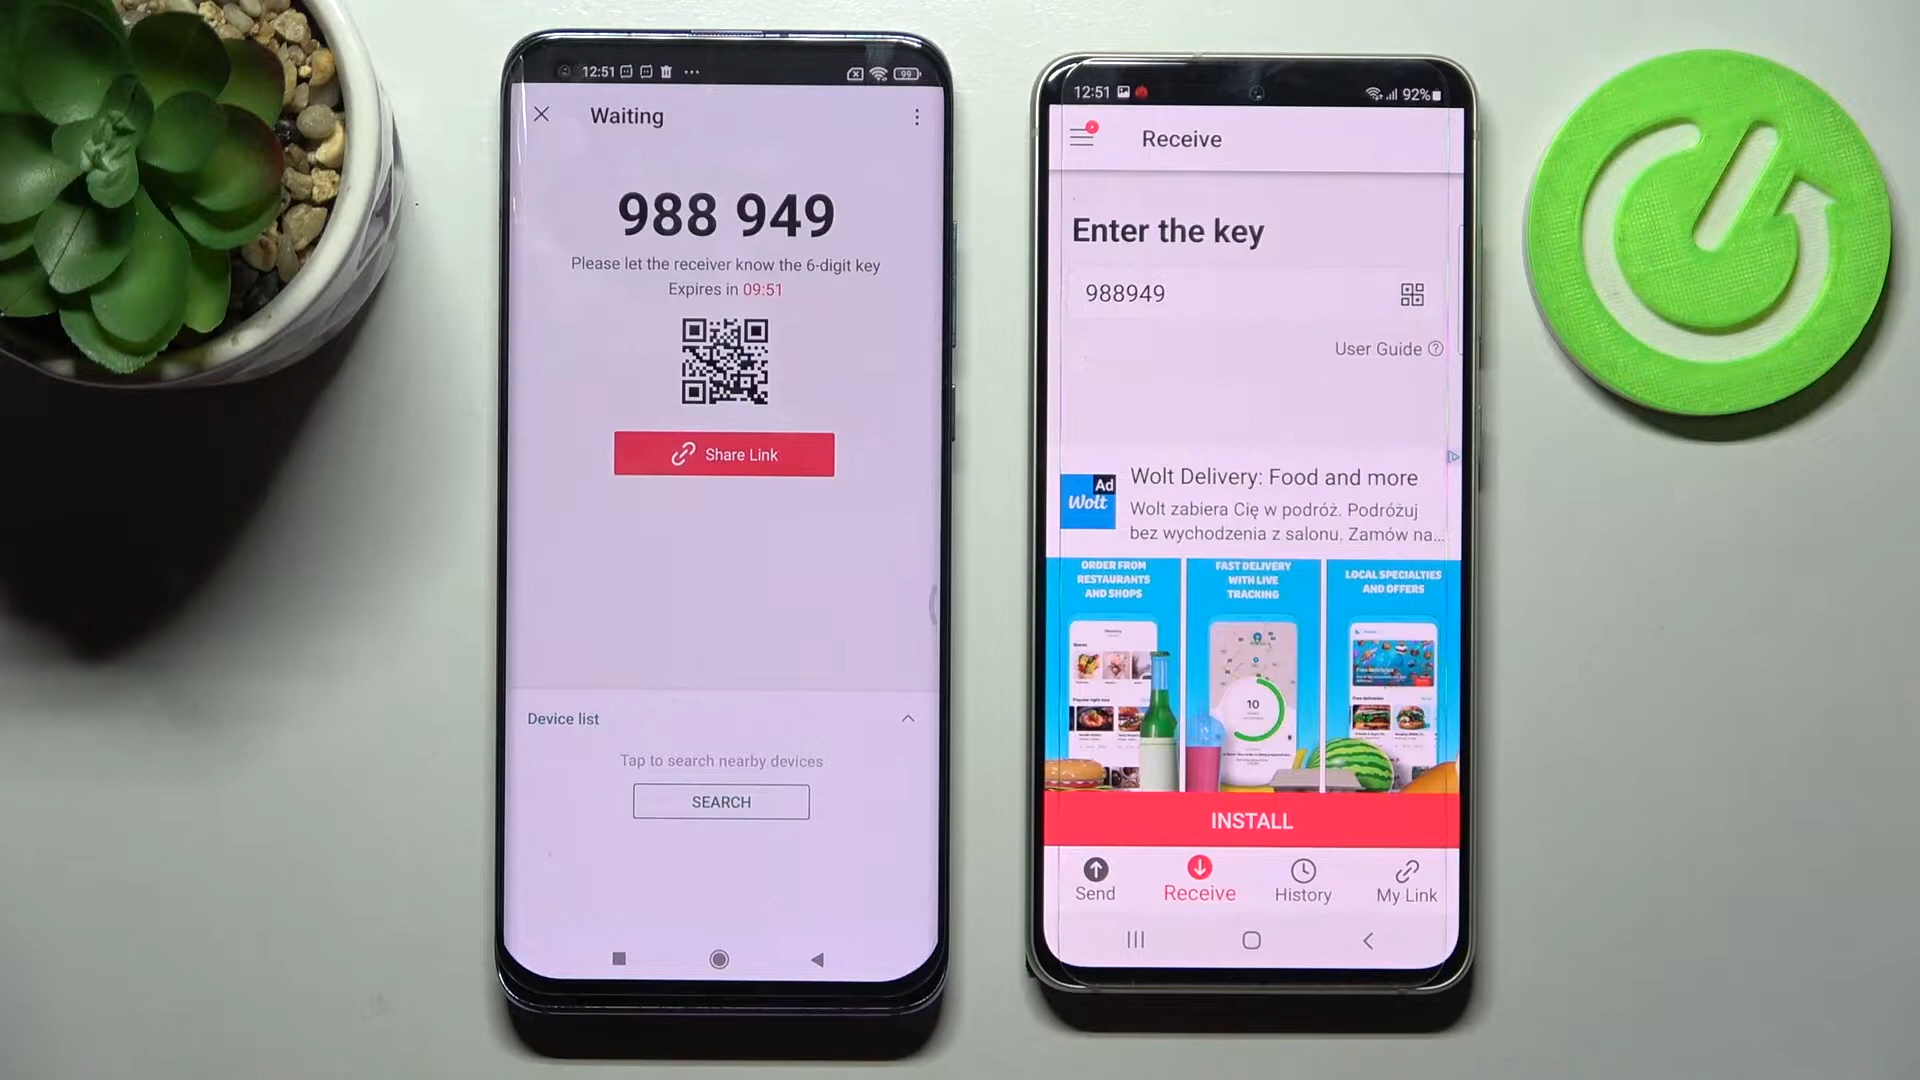 12:51
99
Waiting
988 949
Please let the receiver know the 6-digit key
Expires in 09:51
Share Link
Device list
Tap to search nearby devices
SEARCH
12:51
92%
Receive
Enter the key
988949
User Guide
Ad
Wolt
Wolt Delivery: Food and more
Wolt zabiera Cię w podróż. Podróżuj
bez wychodzenia z salonu. Zamów na...
ORDER FROM
RESTAURANTS
AND SHOPS
FAST DELIVERY
WITH LIVE
TRACKING
LOCAL SPECIALTIES
AND OFFERS
10
INSTALL
Send
Receive
History
My Link